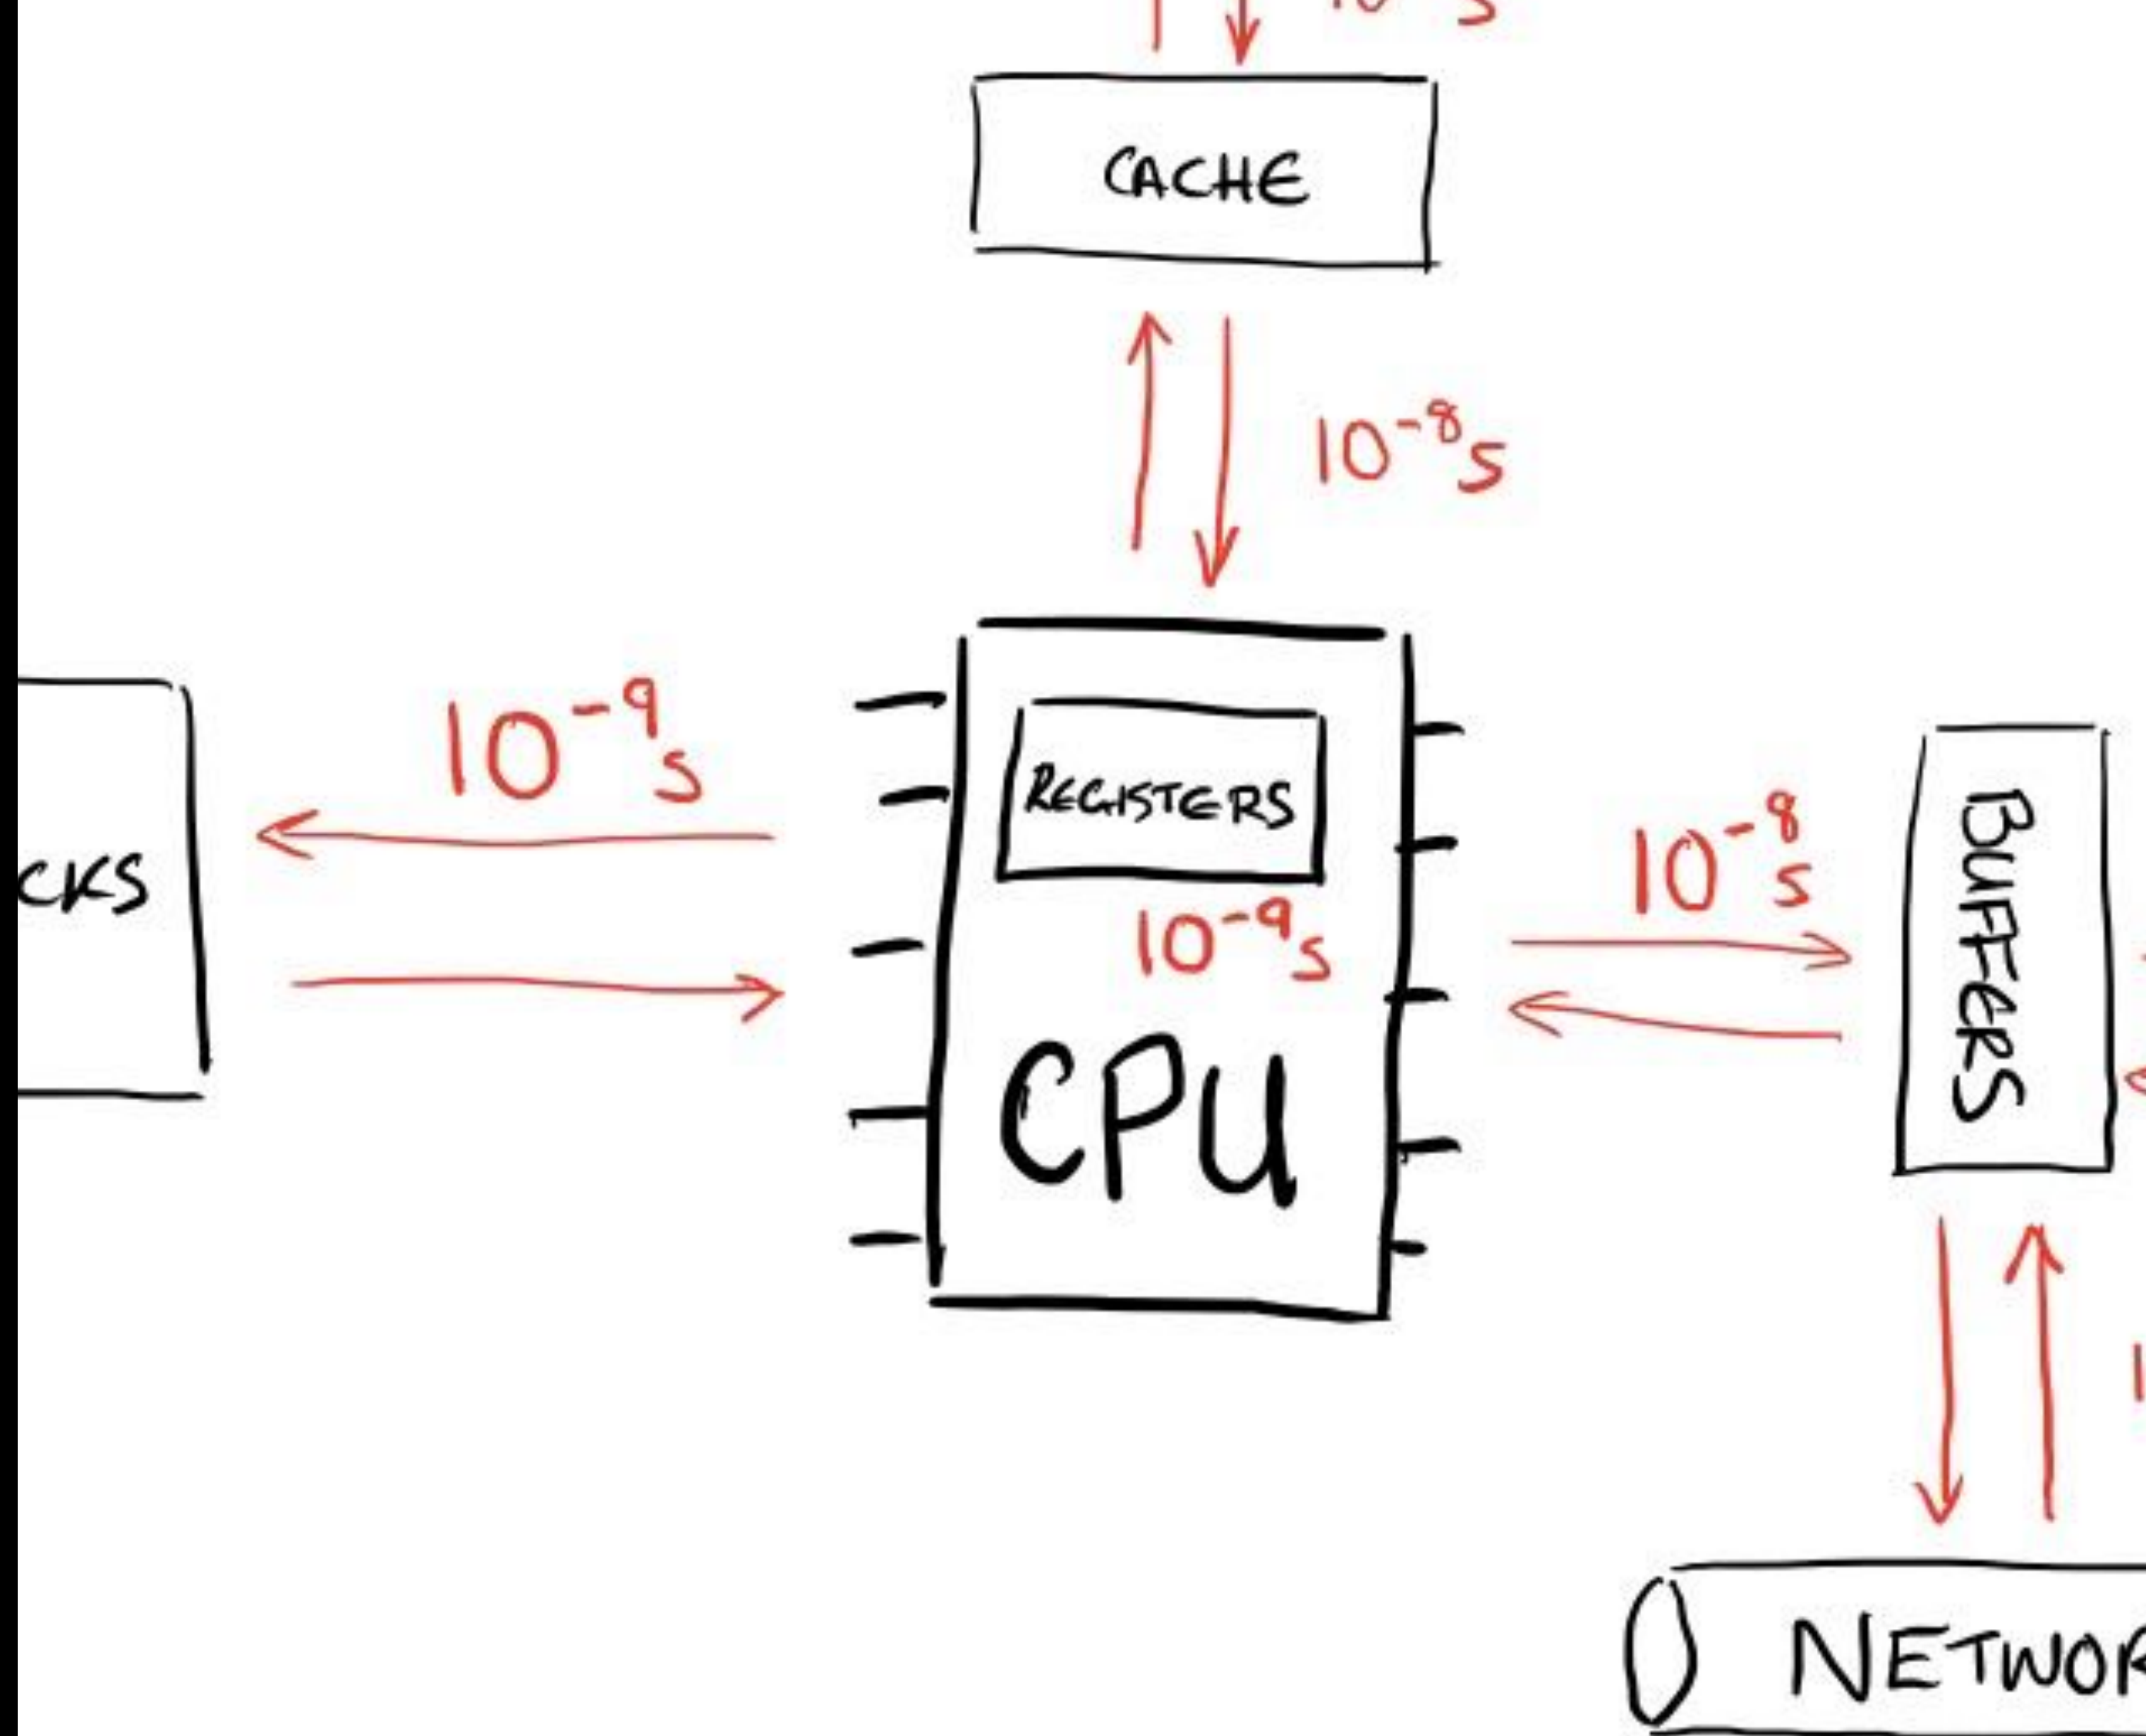 CACHE
10⁻⁸s
10⁻⁹s
REGISTERS
10⁻⁹s
CPU
10⁻⁸s
BUFFERS
CKS
NETWOR